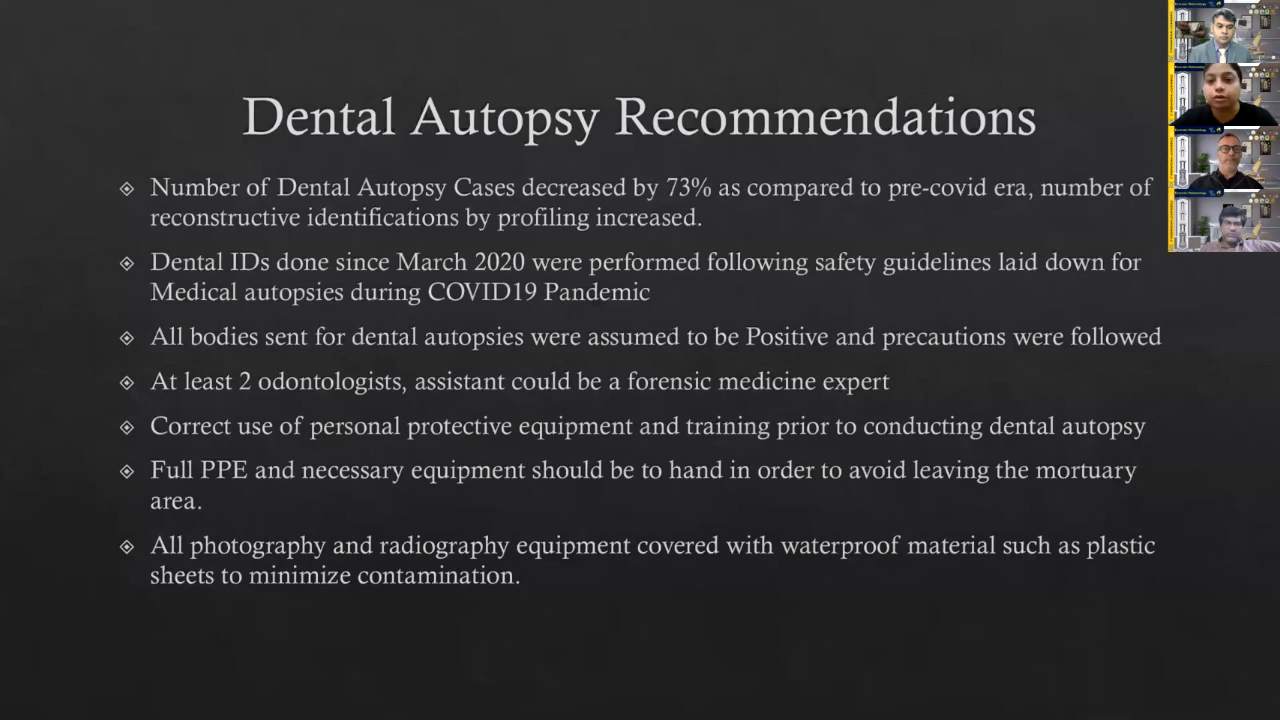 Dental Autopsy Recommendations
Number of Dental Autopsy Cases decreased by 73% as compared to pre-covid era, number of
reconstructive identifications by profiling increased.
Dental IDs done since March 2020 were performed following safety guidelines laid down for
Medical autopsies during COVID19 Pandemic
All bodies sent for dental autopsies were assumed to be Positive and precautions were followed
At least 2 odontologists, assistant could be a forensic medicine expert
Correct use of personal protective equipment and training prior to conducting dental autopsy
Full PPE and necessary equipment should be to hand in order to avoid leaving the mortuary
area.
All photography and radiography equipment covered with waterproof material such as plastic
sheets to minimize contamination.